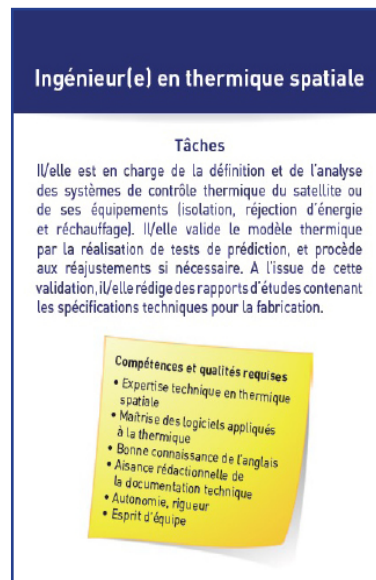 Ingénieur(e) en thermique spatiale
Tâches
Il/elle est en charge de la définition et de l'analyse
des systèmes de contrôle thermique du satellite ou
de ses équipements (isolation, réjection d'énergie
et réchauffage). Il/elle valide le modèle thermique
par la réalisation de tests de prédiction, et procède
aux réajustements si nécessaire. A l'issue de cette
validation, il/elle rédige des rapports d'études contenant
les spécifications techniques pour la fabrication.
Compétences et qualités requises
• Expertise technique en thermique
spatiale
• Maîtrise des logiciels appliqués
à la thermique
• Bonne connaissance de l'anglais
• Aisance rédactionnelle de
la documentation technique
• Autonomie, rigueur
• Esprit d'équipe